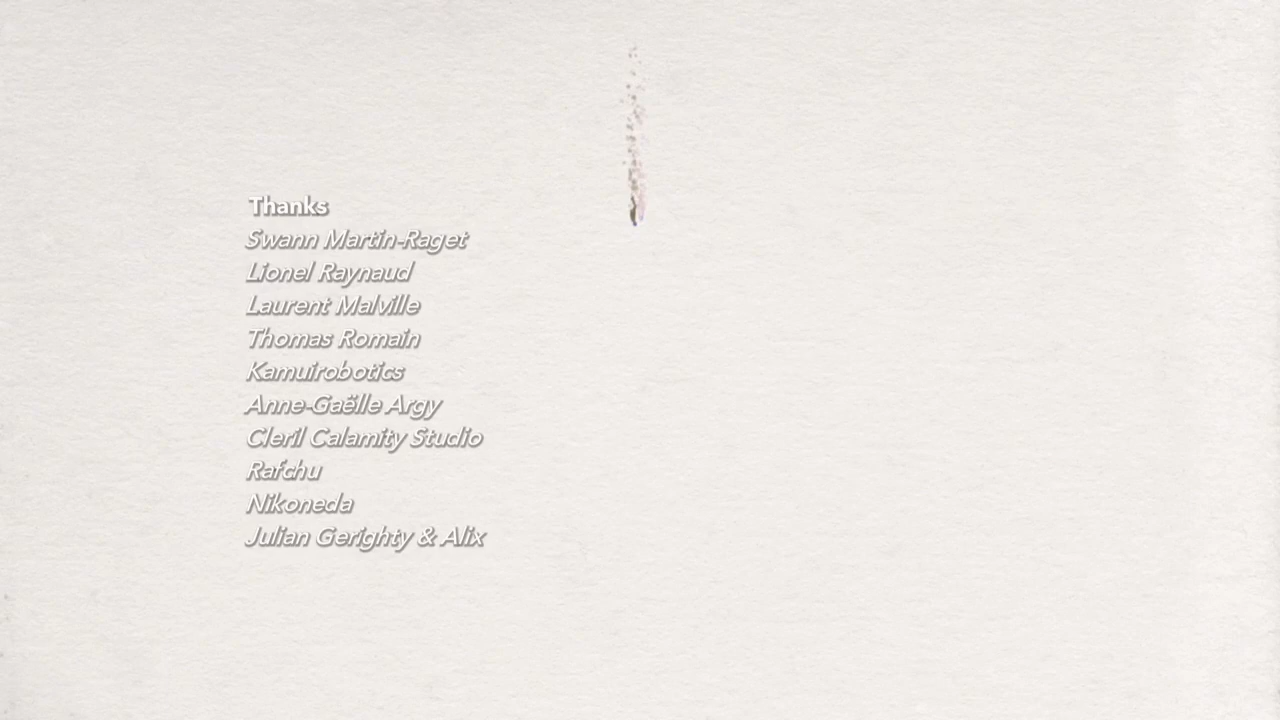 Thanks
Swann Martin-Raget
Lionel Raynaud
Laurent Malville
Thomas Romain
Kamuirobotics
Anne-Gaëlle Argy
Cleril Calamity Studio
Rafchu
Nikoneda
Julian Gerighty & Alix